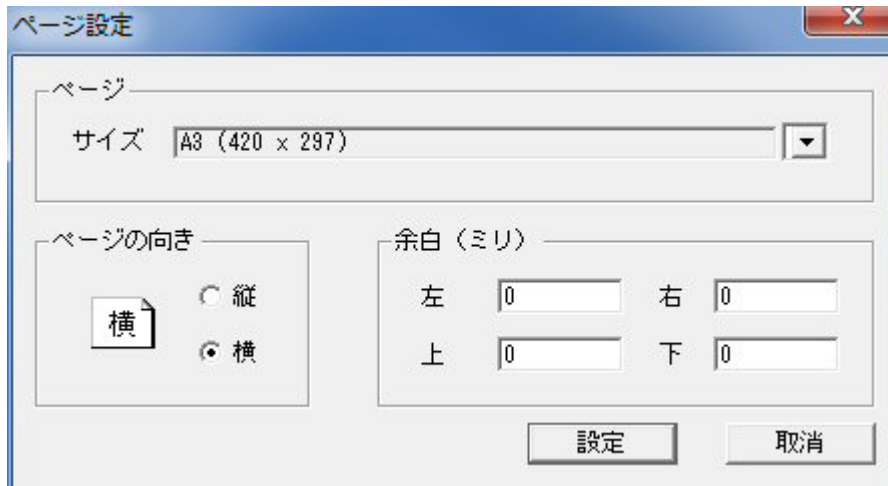 ページ設定
ページ
サイズ A3 (420 x 297)
ページの向き
横
縦
横
余白(ミリ)
左 0 右 0
上 0 下 0
設定 取消